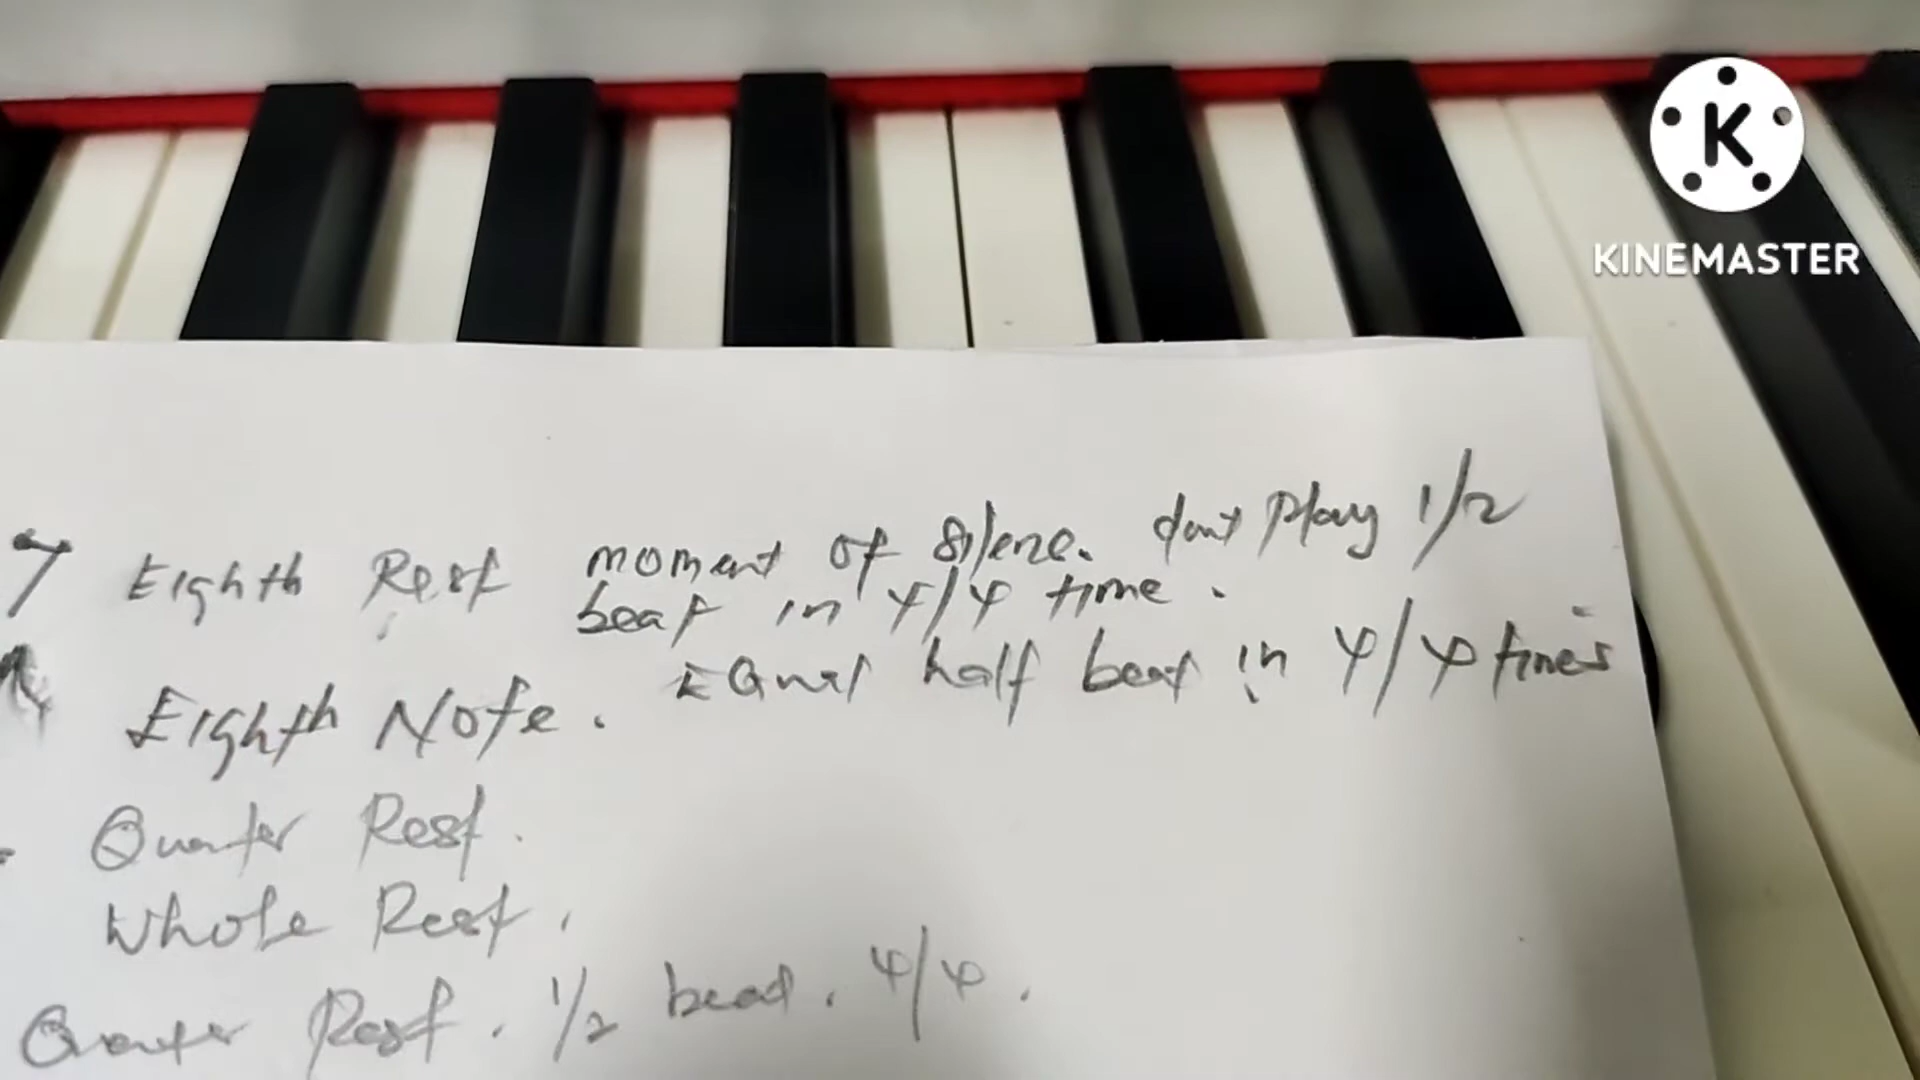 K
KINEMASTER
Eighth Rest moment of Silenc. dont Play 1/2
beat in 4/4 time.
Eighth Note. Equal half beat in 4/4 times
Quarter Rest.
Whole Rest.
Quarter Rest. 1/2 beat. 4/4.